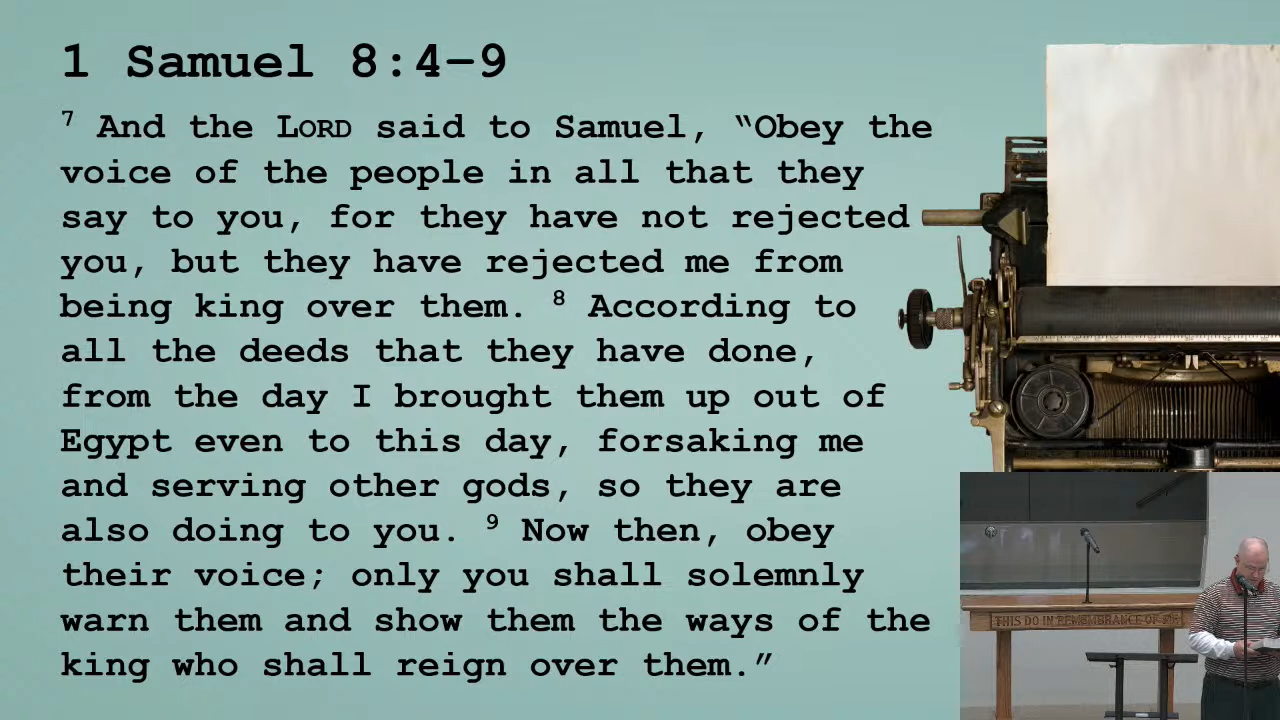 1 Samuel 8:4–9
⁷ And the LORD said to Samuel, “Obey the
voice of the people in all that they
say to you, for they have not rejected
you, but they have rejected me from
being king over them. ⁸ According to
all the deeds that they have done,
from the day I brought them up out of
Egypt even to this day, forsaking me
and serving other gods, so they are
also doing to you. ⁹ Now then, obey
their voice; only you shall solemnly
warn them and show them the ways of the
king who shall reign over them.”
THIS DO IN REMEMBRANCE OF ME